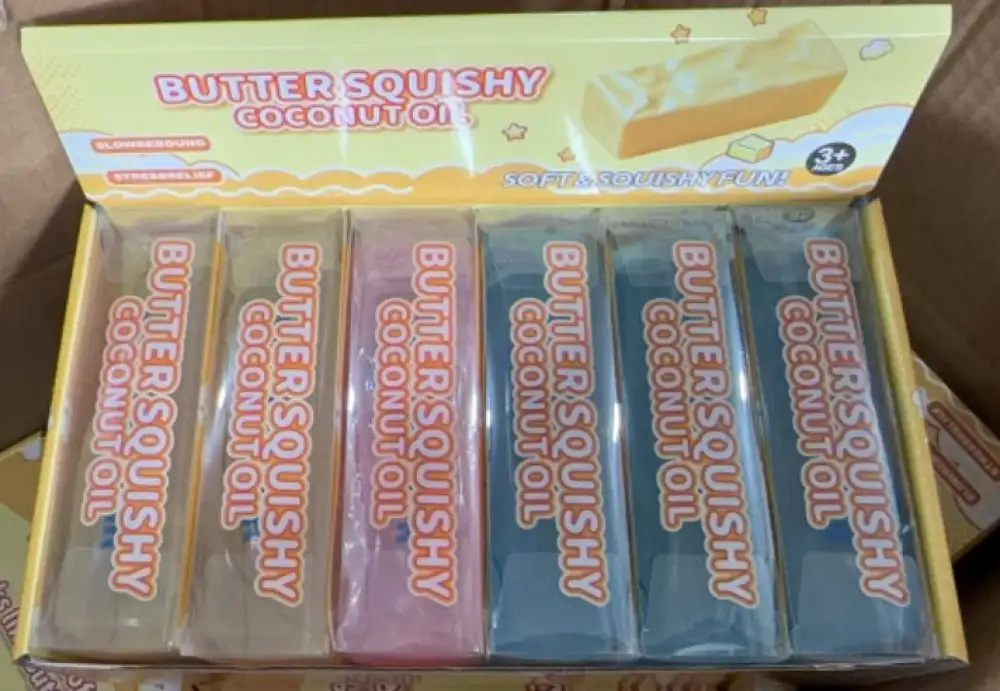 BUTTER SQUISHY
COCONUT OIL
SLOWREBOUND
STRESSRELIEF
SOFT & SQUISHY FUN!
3+
AGES
BUTTER SQUISHY
COCONUT OIL
BUTTER SQUISHY
COCONUT OIL
BUTTER SQUISHY
COCONUT OIL
BUTTER SQUISHY
COCONUT OIL
BUTTER SQUISHY
COCONUT OIL
BUTTER SQUISHY
COCONUT OIL